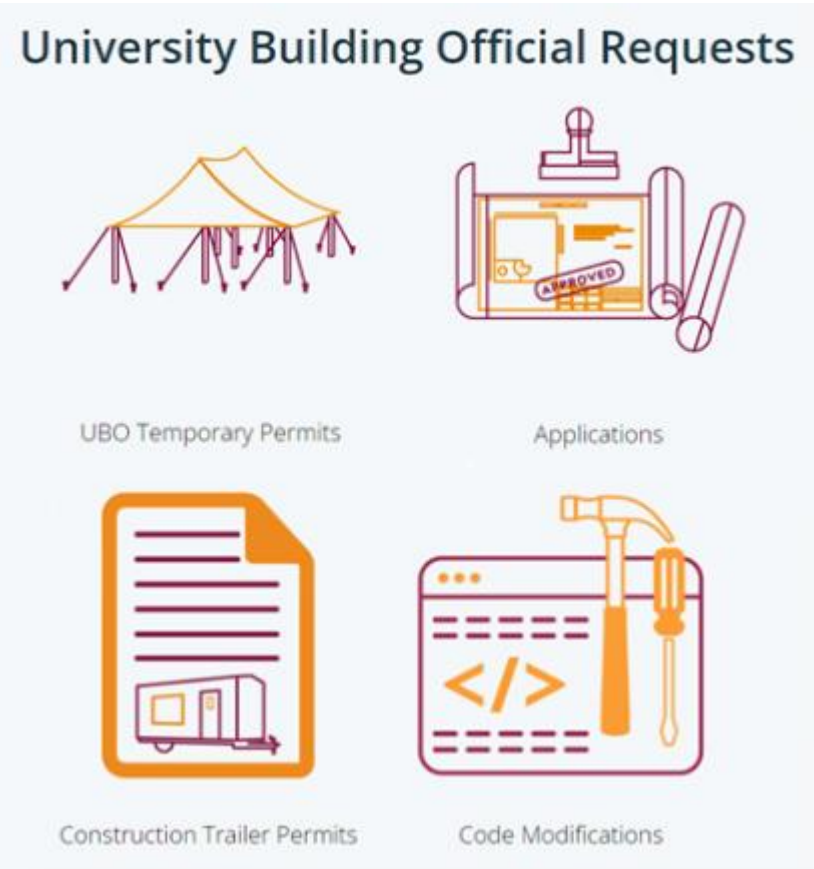 University Building Official Requests
APPROVED
UBO Temporary Permits
Applications
</>
Construction Trailer Permits
Code Modifications